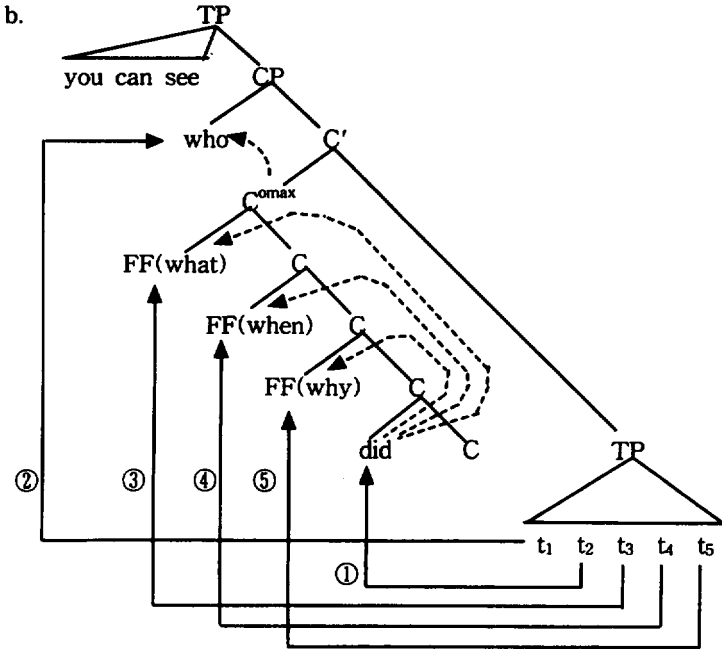 b.
TP
you can see
CP
who
C′
C^omax
FF(what)
C
FF(when)
C
FF(why)
C
did
C
TP
② ③ ④ ⑤
t₁ t₂ t₃ t₄ t₅
①